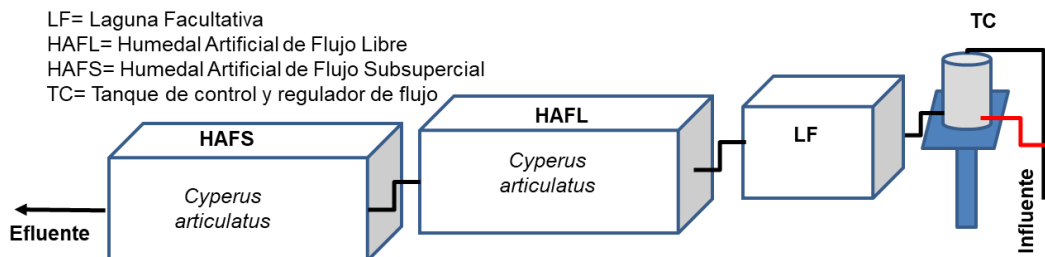 LF= Laguna Facultativa
HAFL= Humedal Artificial de Flujo Libre
HAFS= Humedal Artificial de Flujo Subsupercial
TC= Tanque de control y regulador de flujo
TC
HAFS
HAFL
LF
Cyperus
articulatus
Cyperus
articulatus
Efluente
Influente